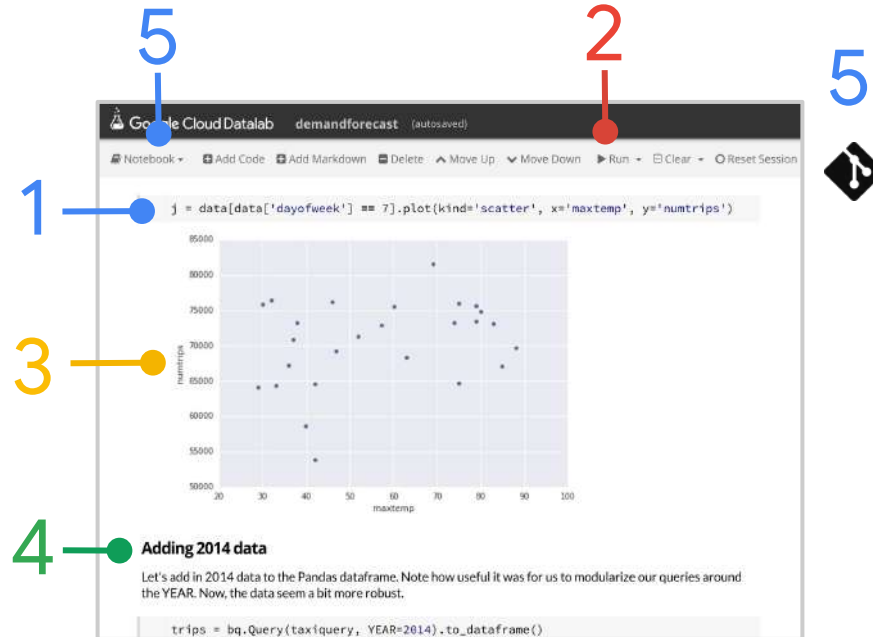 5
2
5
Google Cloud Datalab demandforecast (autosaved)
Notebook Add Code Add Markdown Delete Move Up Move Down Run Clear Reset Session
1
j = data[data['dayofweek'] == 7].plot(kind='scatter', x='maxtemp', y='numtrips')
85000
80000
75000
70000
65000
60000
55000
50000
numtrips
3
20 30 40 50 60 70 80 90 100
maxtemp
4
Adding 2014 data
Let's add in 2014 data to the Pandas dataframe. Note how useful it was for us to modularize our queries around
the YEAR. Now, the data seem a bit more robust.
trips = bq.Query(taxiquery, YEAR=2014).to_dataframe()